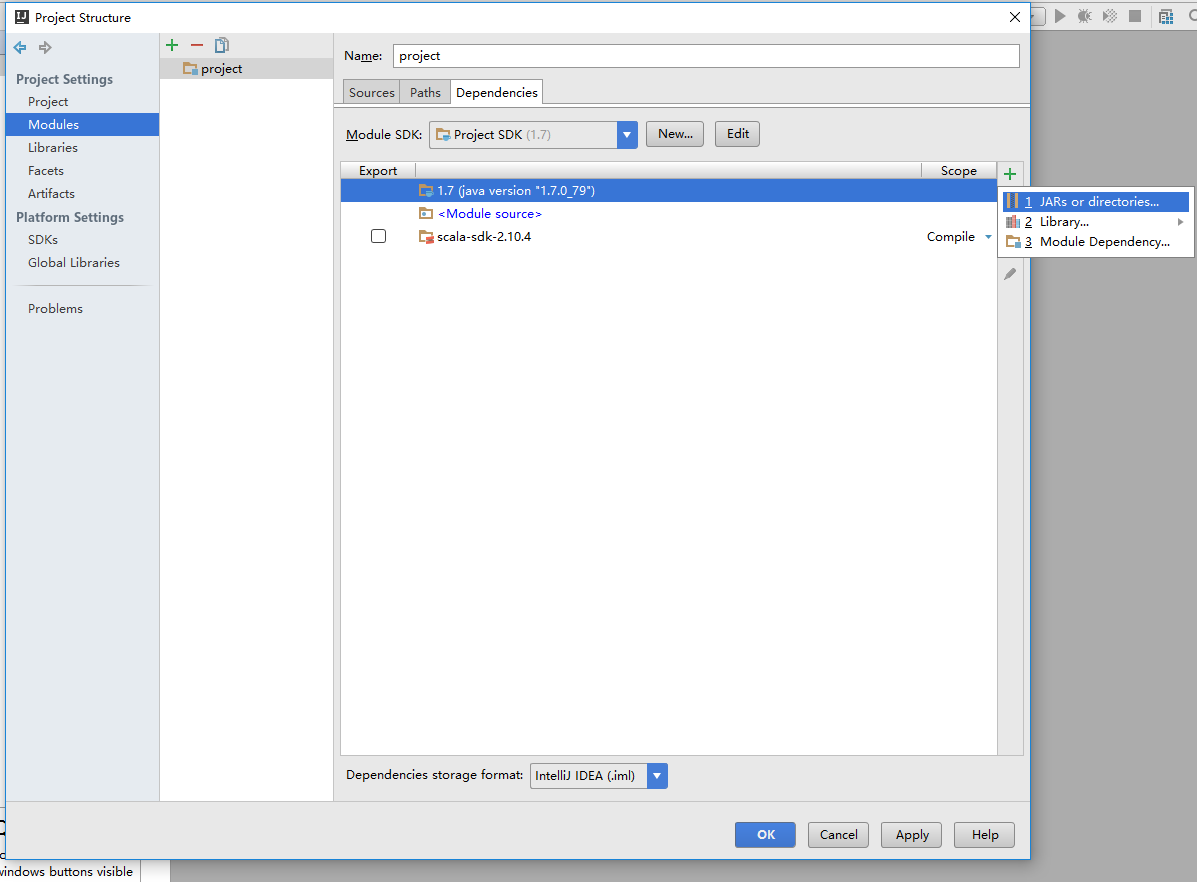 Project Structure
Project Settings
Project
Modules
Libraries
Facets
Artifacts
Platform Settings
SDKs
Global Libraries
Problems
project
Name: project
Sources Paths Dependencies
Module SDK: Project SDK (1.7) New... Edit
Export Scope
1.7 (java version "1.7.0_79")
<Module source>
scala-sdk-2.10.4 Compile
1 JARs or directories...
2 Library...
3 Module Dependency...
Dependencies storage format: IntelliJ IDEA (.iml)
OK Cancel Apply Help
windows buttons visible